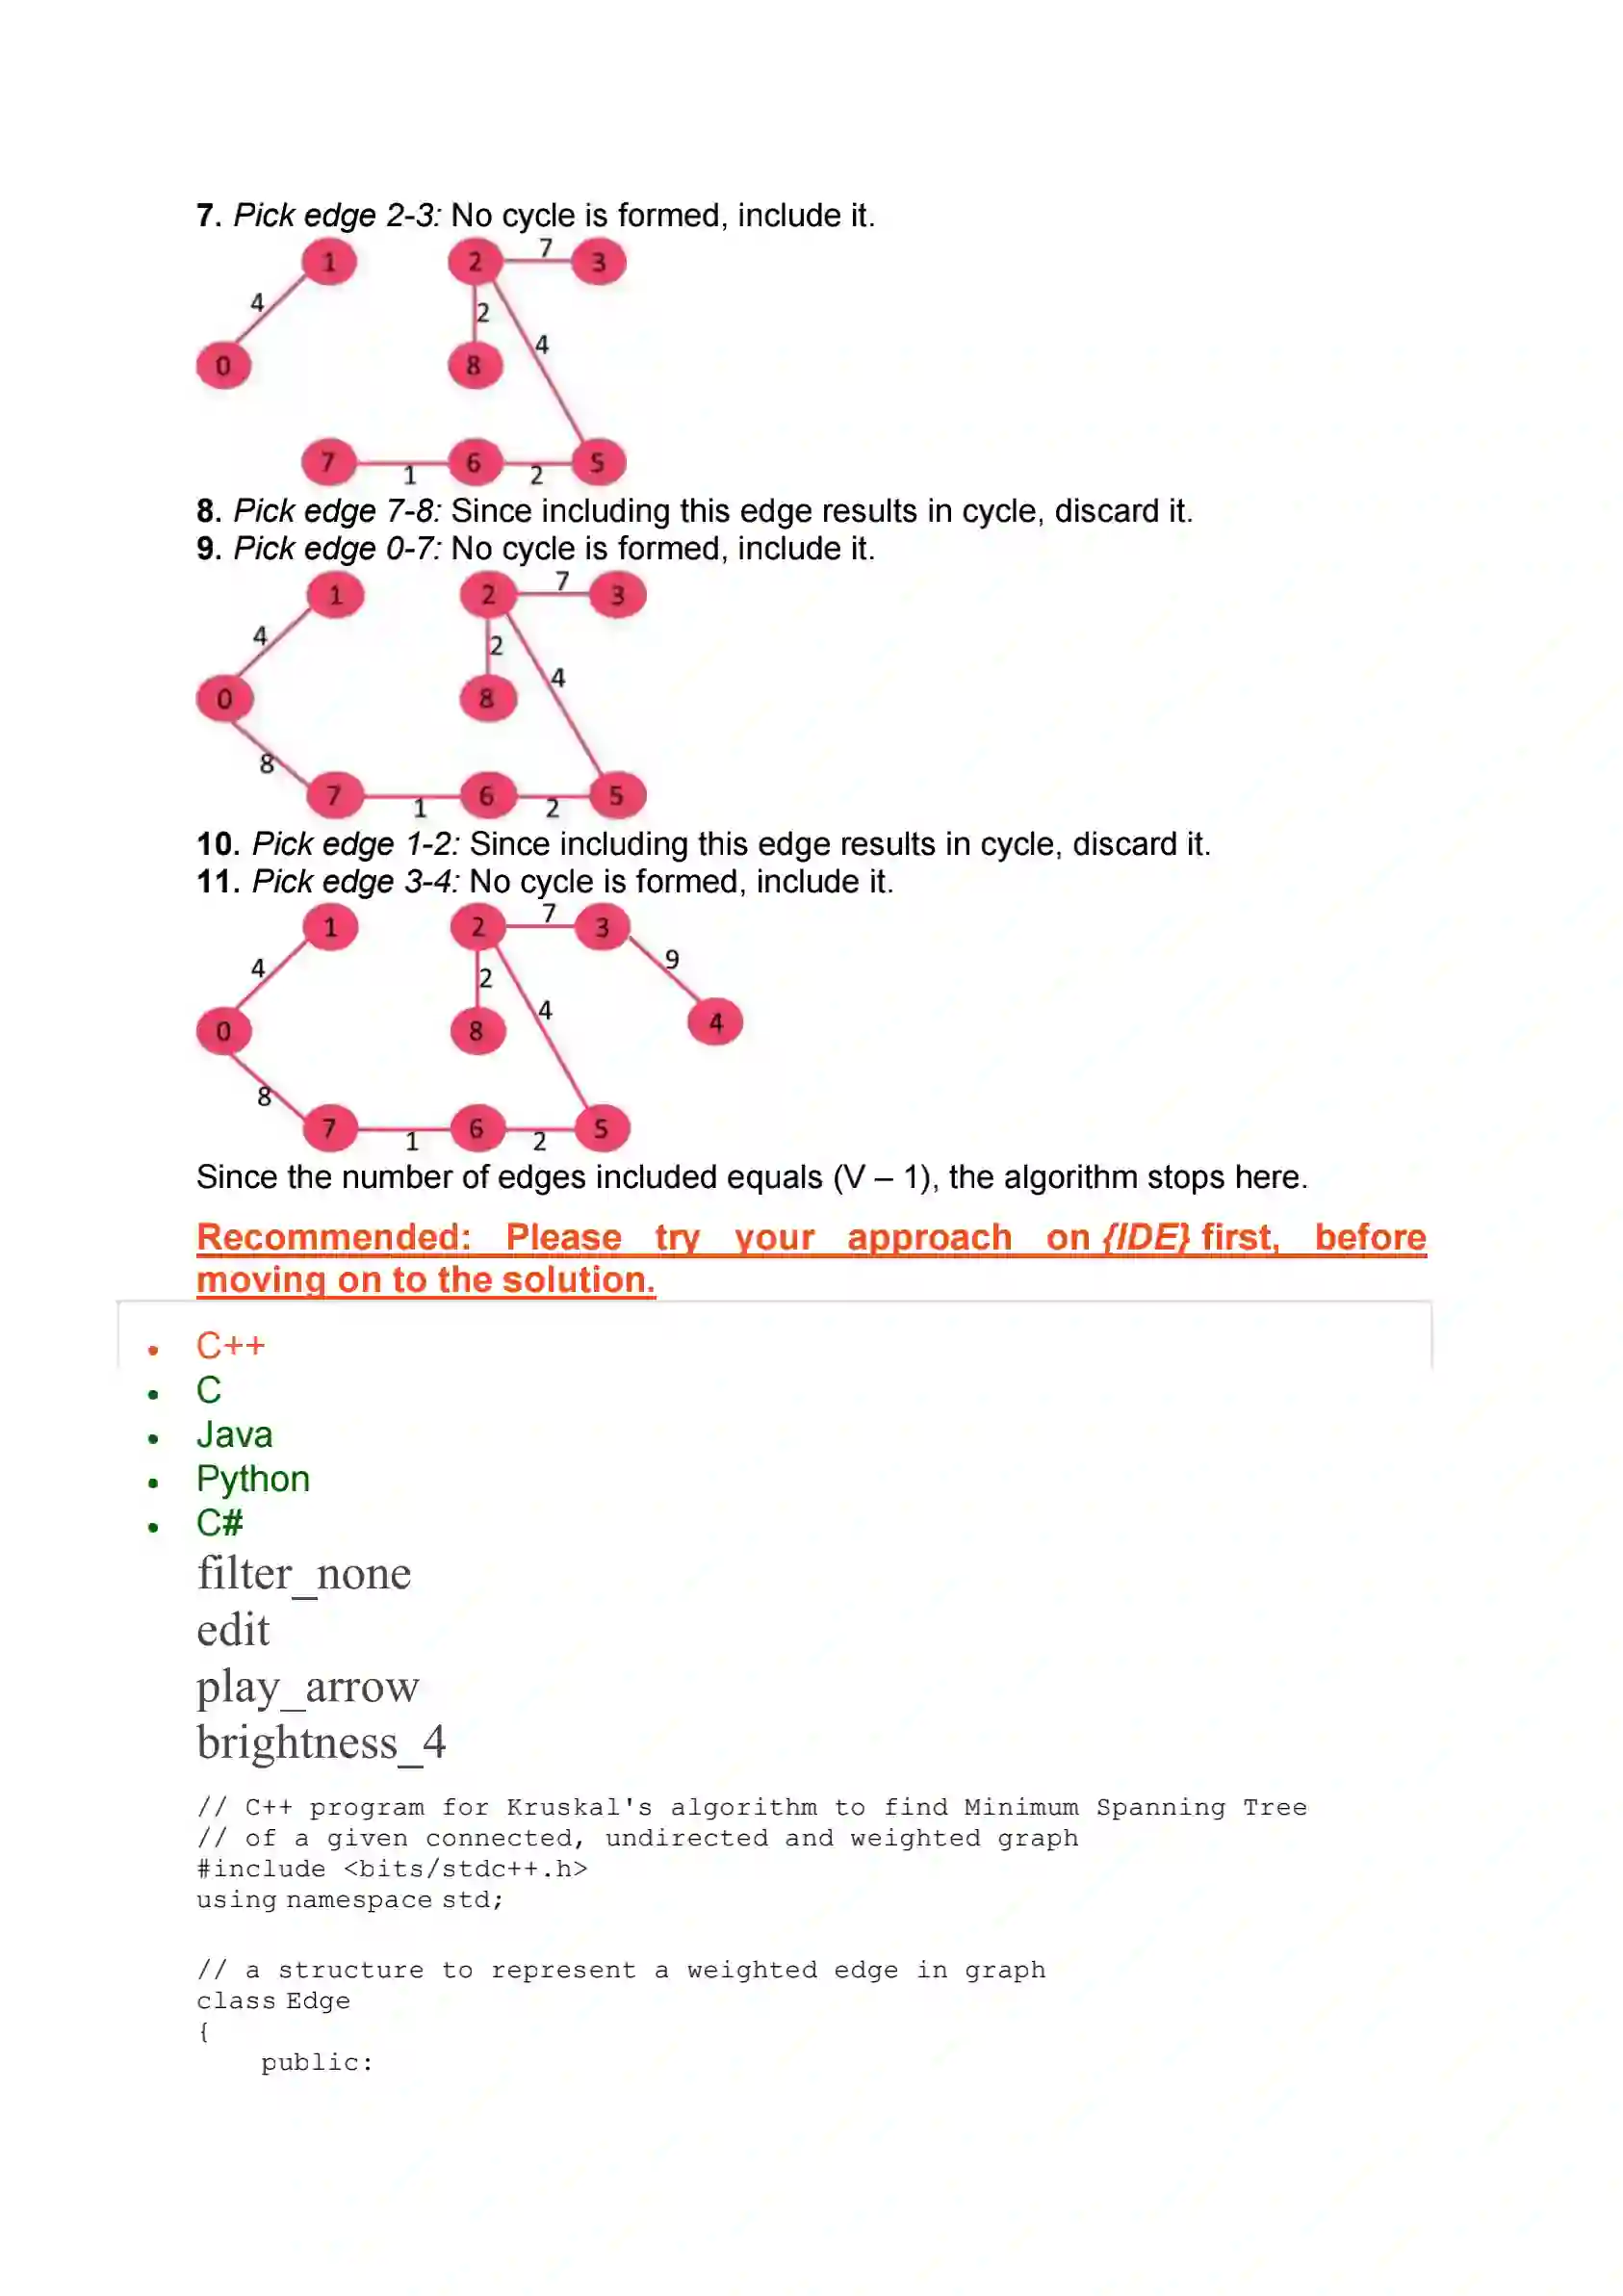 7. Pick edge 2-3: No cycle is formed, include it.
1 2 7 3
4 2 4
0 8
7 1 6 2 5
8. Pick edge 7-8: Since including this edge results in cycle, discard it.
9. Pick edge 0-7: No cycle is formed, include it.
1 2 7 3
4 2 4
0 8
8
7 1 6 2 5
10. Pick edge 1-2: Since including this edge results in cycle, discard it.
11. Pick edge 3-4: No cycle is formed, include it.
1 2 7 3
4 2 4 9
0 8 4
8
7 1 6 2 5
Since the number of edges included equals (V – 1), the algorithm stops here.
Recommended: Please try your approach on {IDE} first, before
moving on to the solution.
• C++
• C
• Java
• Python
• C#
filter_none
edit
play_arrow
brightness_4
// C++ program for Kruskal's algorithm to find Minimum Spanning Tree
// of a given connected, undirected and weighted graph
#include <bits/stdc++.h>
using namespace std;
// a structure to represent a weighted edge in graph
class Edge
{
public: